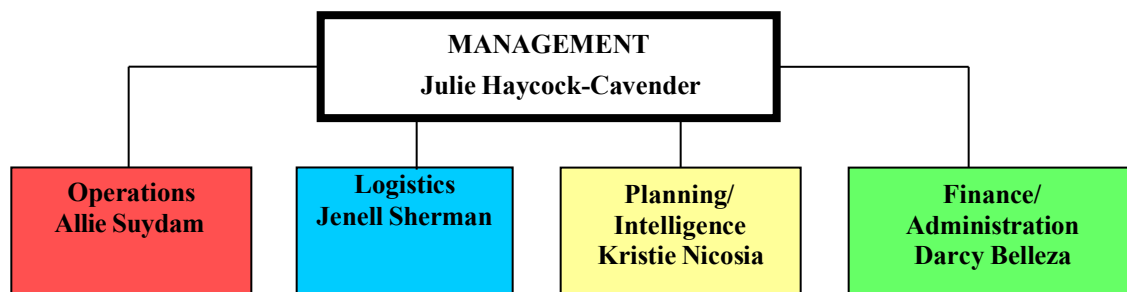 MANAGEMENT
Julie Haycock-Cavender
Operations
Allie Suydam
Logistics
Jenell Sherman
Planning/
Intelligence
Kristie Nicosia
Finance/
Administration
Darcy Belleza